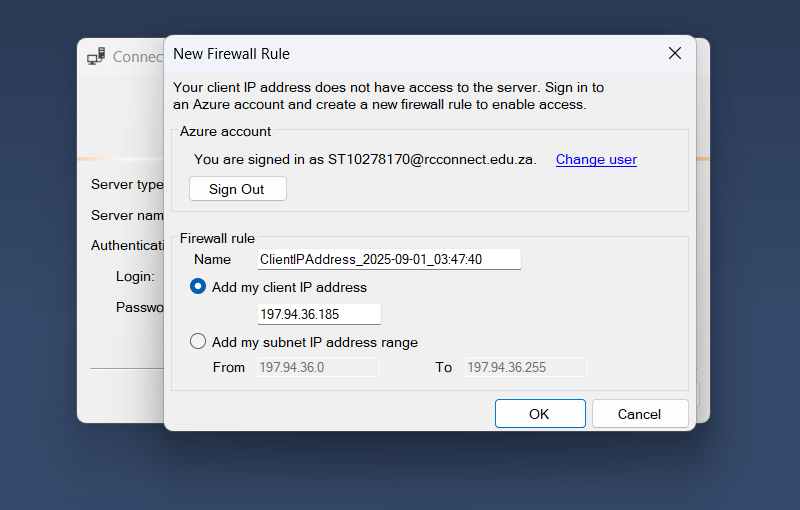 Connec
New Firewall Rule
Your client IP address does not have access to the server. Sign in to
an Azure account and create a new firewall rule to enable access.
Azure account
You are signed in as ST10278170@rcconnect.edu.za. Change user
Sign Out
Server type
Server nam
Authenticati
Login:
Passwo
Firewall rule
Name ClientIPAddress_2025-09-01_03:47:40
Add my client IP address
197.94.36.185
Add my subnet IP address range
From 197.94.36.0 To 197.94.36.255
OK Cancel